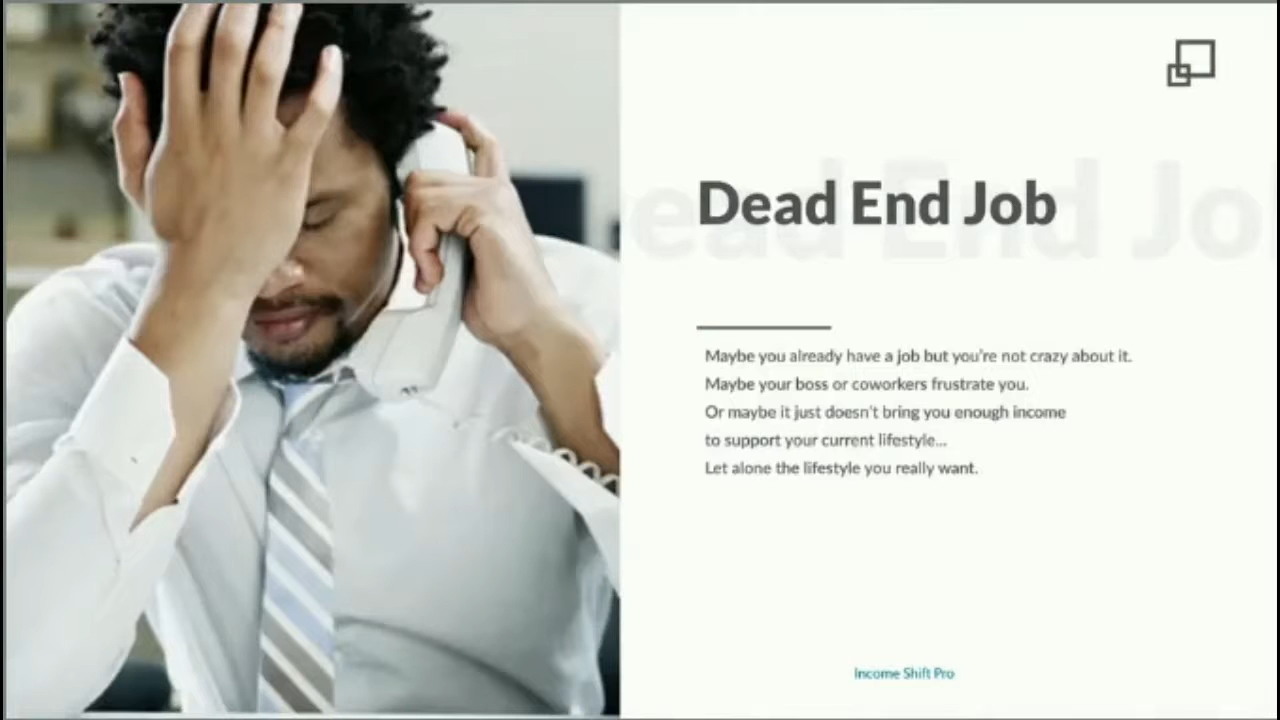 Dead End Job
Maybe you already have a job but you're not crazy about it.
Maybe your boss or coworkers frustrate you.
Or maybe it just doesn't bring you enough income
to support your current lifestyle...
Let alone the lifestyle you really want.
Income Shift Pro